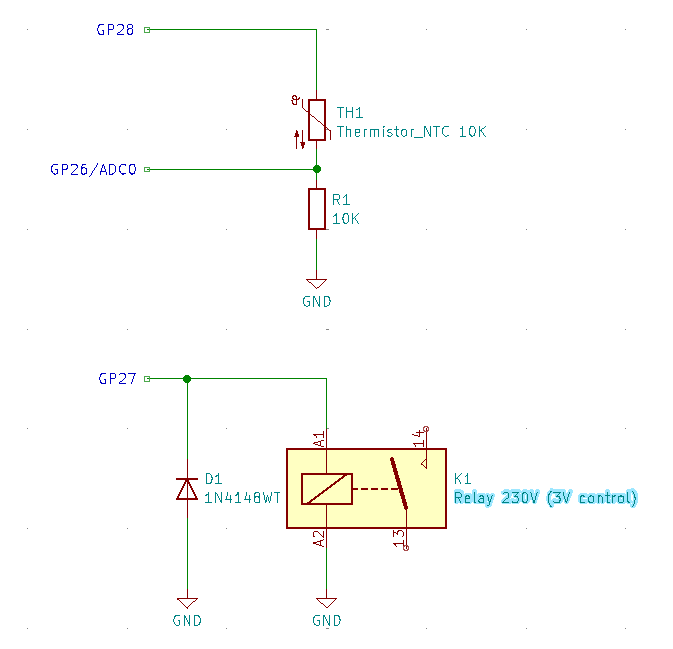 GP28
TH1
Thermistor_NTC 10K
GP26/ADC0
R1
10K
GND
GP27
A1
14
D1
1N4148WT
K1
Relay 230V (3V control)
A2
13
GND
GND